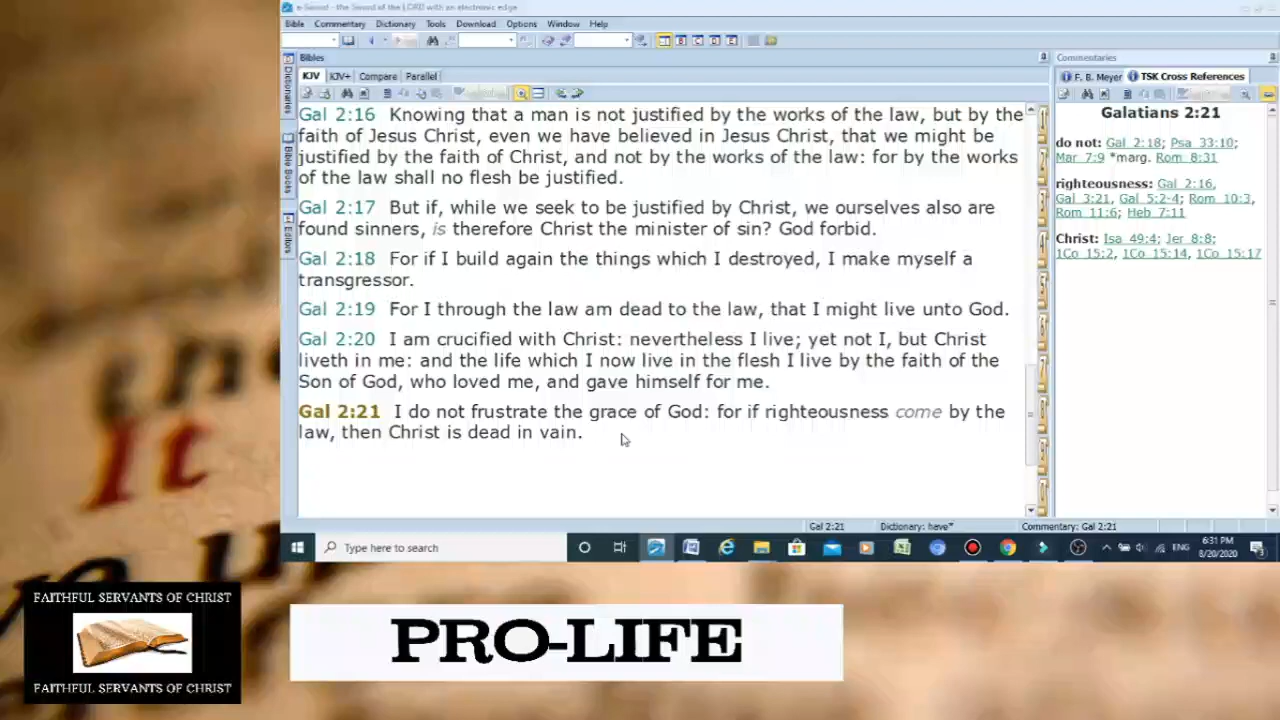 e-Sword - the Sword of the LORD with an electronic edge
Bible Commentary Dictionary Tools Download Options Window Help
Bibles
KJV KJV+ Compare Parallel
Dictionaries
Bible Books
Editors
Gal 2:16 Knowing that a man is not justified by the works of the law, but by the
faith of Jesus Christ, even we have believed in Jesus Christ, that we might be
justified by the faith of Christ, and not by the works of the law: for by the works
of the law shall no flesh be justified.
Gal 2:17 But if, while we seek to be justified by Christ, we ourselves also are
found sinners, is therefore Christ the minister of sin? God forbid.
Gal 2:18 For if I build again the things which I destroyed, I make myself a
transgressor.
Gal 2:19 For I through the law am dead to the law, that I might live unto God.
Gal 2:20 I am crucified with Christ: nevertheless I live; yet not I, but Christ
liveth in me: and the life which I now live in the flesh I live by the faith of the
Son of God, who loved me, and gave himself for me.
Gal 2:21 I do not frustrate the grace of God: for if righteousness come by the
law, then Christ is dead in vain.
Commentaries
F. B. Meyer TSK Cross References
Galatians 2:21
do not: Gal 2:18; Psa 33:10;
Mar 7:9 *marg. Rom 8:31
righteousness: Gal 2:16,
Gal 3:21, Gal 5:2-4; Rom 10:3,
Rom 11:6; Heb 7:11
Christ: Isa 49:4; Jer 8:8;
1Co 15:2, 1Co 15:14, 1Co 15:17
Gal 2:21 Dictionary: have* Commentary: Gal 2:21
Type here to search
ENG
6:31 PM
8/20/2020
It
FAITHFUL SERVANTS OF CHRIST
FAITHFUL SERVANTS OF CHRIST
PRO-LIFE